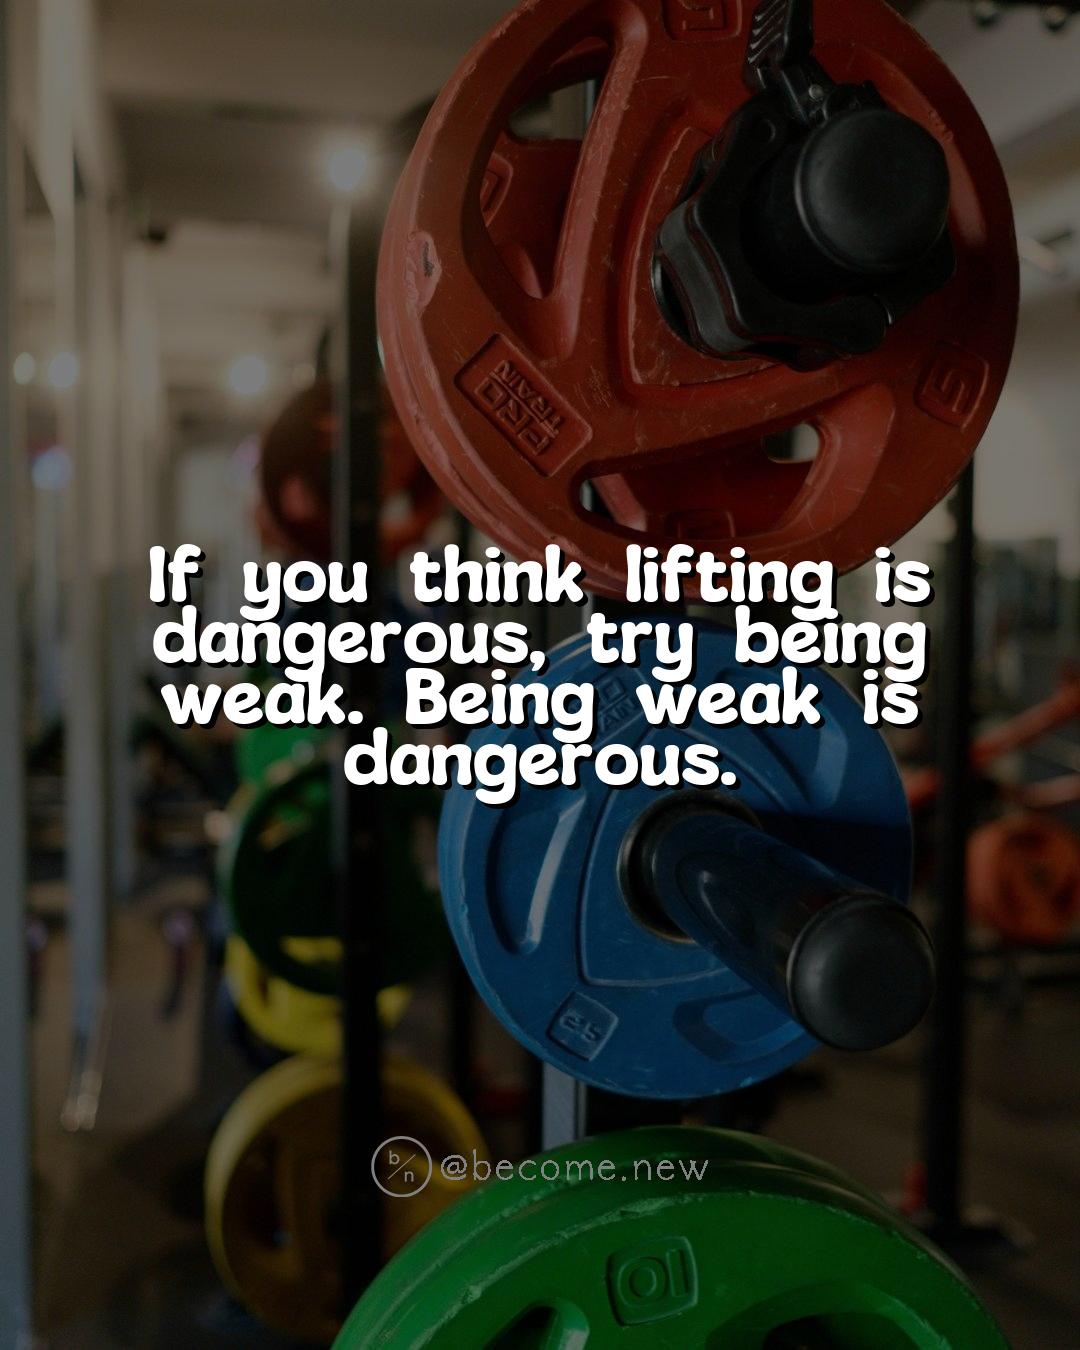 PRO
TRAIN
5
5
If you think lifting is
dangerous, try being
weak. Being weak is
dangerous.
25
b/n @become.new
10